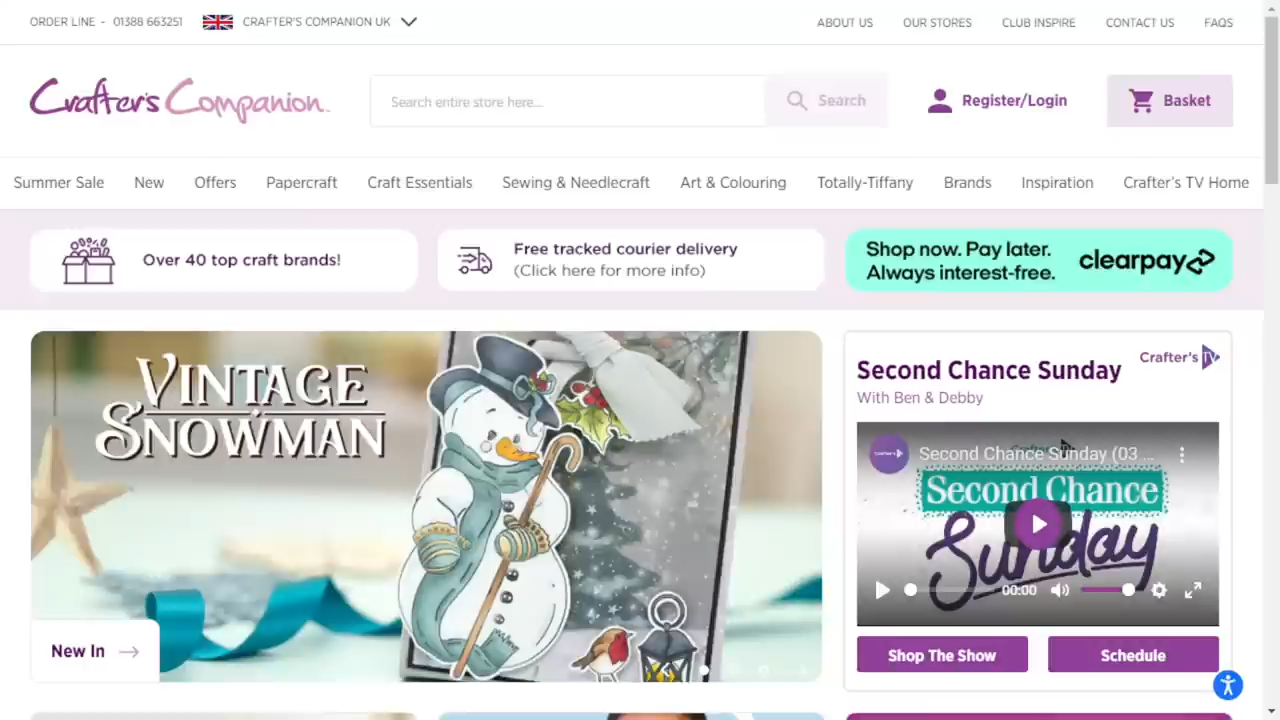 ORDER LINE - 01388 663251
CRAFTER'S COMPANION UK
ABOUT US
OUR STORES
CLUB INSPIRE
CONTACT US
FAQS
Crafter's Companion
Search entire store here...
Search
Register/Login
Basket
Summer Sale
New
Offers
Papercraft
Craft Essentials
Sewing & Needlecraft
Art & Colouring
Totally-Tiffany
Brands
Inspiration
Crafter's TV Home
Over 40 top craft brands!
Free tracked courier delivery
(Click here for more info)
Shop now. Pay later.
Always interest-free.
clearpay
VINTAGE
SNOWMAN
New In
Second Chance Sunday
Crafter's TV
With Ben & Debby
Second Chance Sunday (03 ...
Second Chance
Sunday
00:00
Shop The Show
Schedule